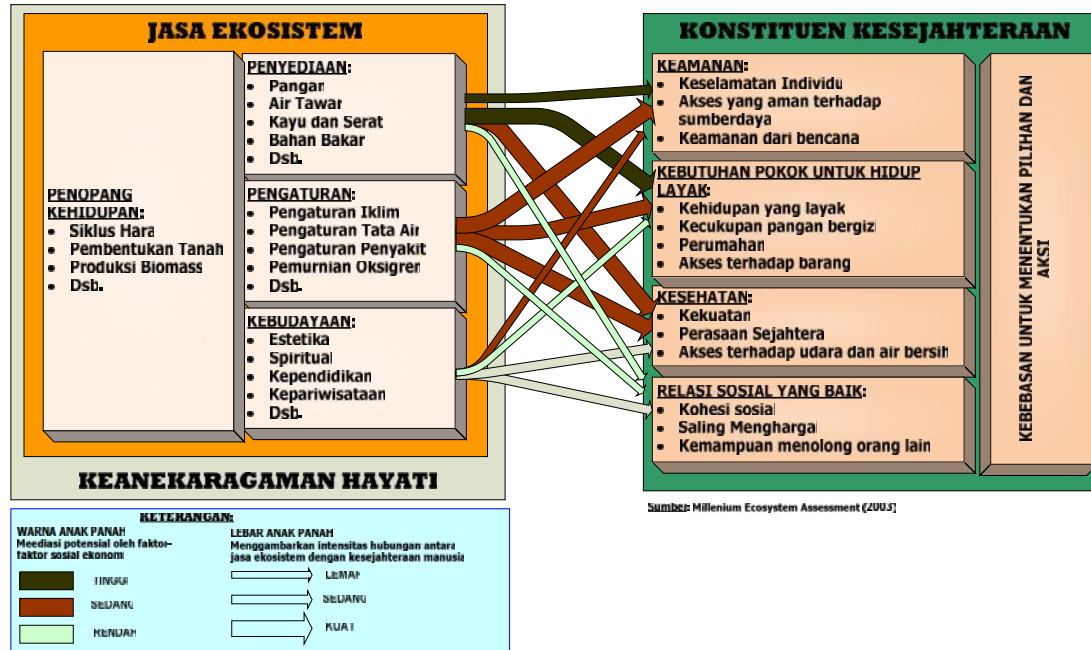 JASA EKOSISTEM
PENOPANG
KEHIDUPAN:
• Siklus Hara
• Pembentukan Tanah
• Produksi Biomass
• Dsb.
PENYEDIAAN:
• Pangan
• Air Tawar
• Kayu dan Serat
• Bahan Bakar
• Dsb.
PENGATURAN:
• Pengaturan Iklim
• Pengaturan Tata Air
• Pengaturan Penyakit
• Pemurnian Oksigren
• Dsb.
KEBUDAYAAN:
• Estetika
• Spiritual
• Kependidikan
• Kepariwisataan
• Dsb.
KEANEKARAGAMAN HAYATI
KONSTITUEN KESEJAHTERAAN
KEAMANAN:
• Keselamatan Individu
• Akses yang aman terhadap
sumberdaya
• Keamanan dari bencana
KEBUTUHAN POKOK UNTUK HIDUP
LAYAK:
• Kehidupan yang layak
• Kecukupan pangan bergizi
• Perumahan
• Akses terhadap barang
KESEHATAN:
• Kekuatan
• Perasaan Sejahtera
• Akses terhadap udara dan air bersih
RELASI SOSIAL YANG BAIK:
• Kohesi sosial
• Saling Menghargai
• Kemampuan menolong orang lain
KEBEBASAN UNTUK MENENTUKAN PILIHAN DAN
AKSI
Sumber: Millenium Ecosystem Assessment (2003)
KETERANGAN:
WARNA ANAK PANAH
Meediasi potensial oleh faktor-
faktor sosial ekonomi
TINGGI
SEDANG
RENDAH
LEBAR ANAK PANAH
Menggambarkan intensitas hubungan antara
jasa ekosistem dengan kesejahteraan manusia
LEMAH
SEDANG
KUAT